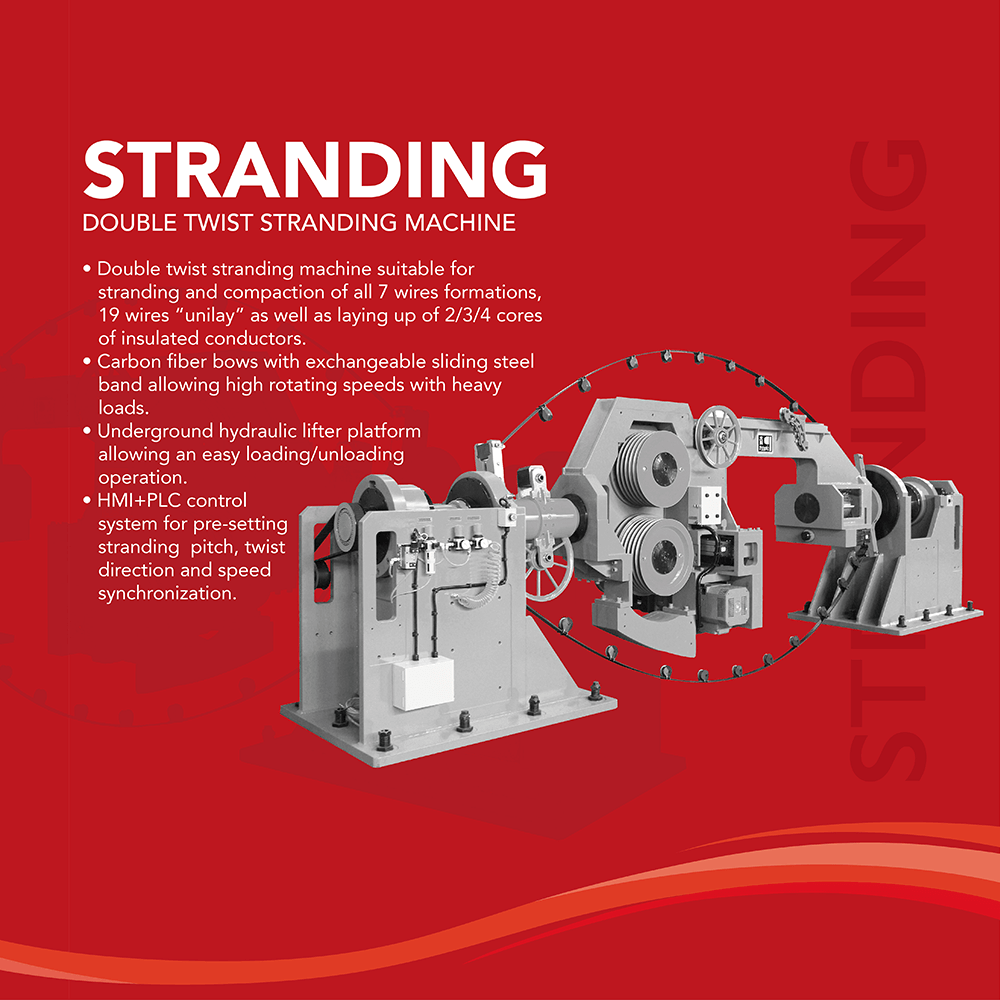 STRANDING
DOUBLE TWIST STRANDING MACHINE
• Double twist stranding machine suitable for
stranding and compaction of all 7 wires formations,
19 wires “unilay” as well as laying up of 2/3/4 cores
of insulated conductors.
• Carbon fiber bows with exchangeable sliding steel
band allowing high rotating speeds with heavy
loads.
• Underground hydraulic lifter platform
allowing an easy loading/unloading
operation.
• HMI+PLC control
system for pre-setting
stranding pitch, twist
direction and speed
synchronization.
STRANDING